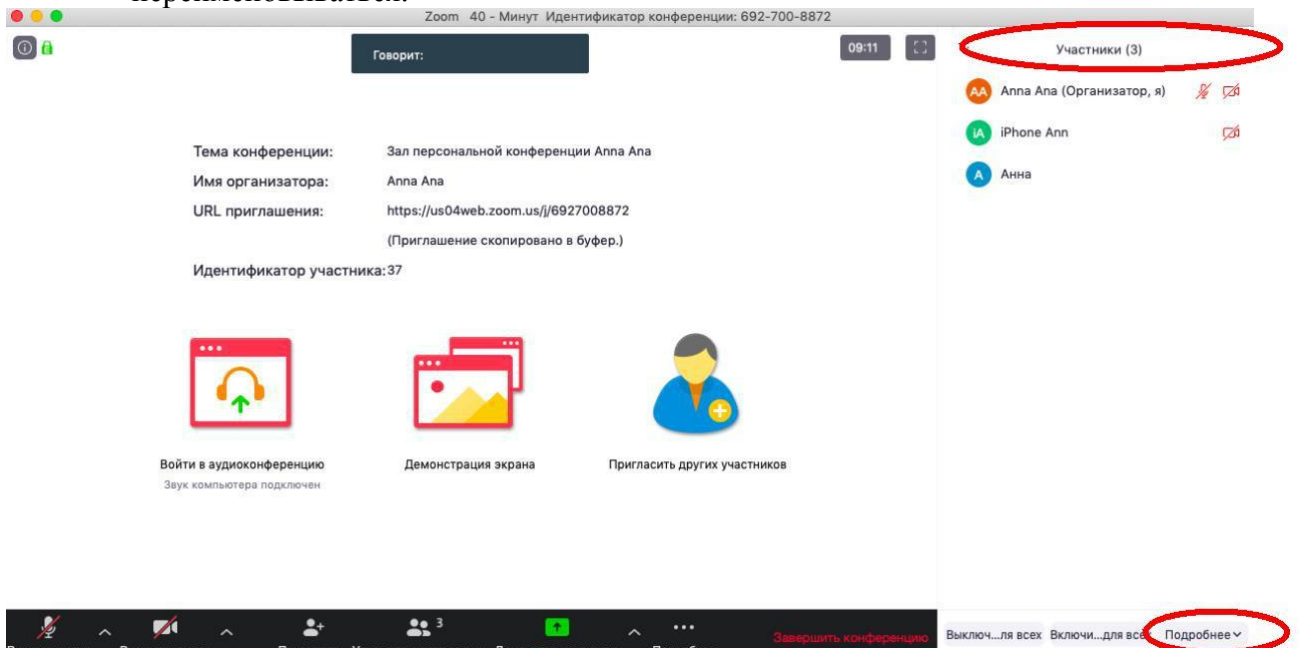 переименовываться.
Zoom 40 - Минут Идентификатор конференции: 692-700-8872
Говорит:
09:11
Участники (3)
AA Anna Ana (Организатор, я)
iA iPhone Ann
A Анна
Тема конференции: Зал персональной конференции Anna Ana
Имя организатора: Anna Ana
URL приглашения: https://us04web.zoom.us/j/6927008872
(Приглашение скопировано в буфер.)
Идентификатор участника: 37
Войти в аудиоконференцию
Звук компьютера подключен
Демонстрация экрана
Пригласить других участников
3
Завершить конференцию
Выключ...ля всех Включи...для всех Подробнее